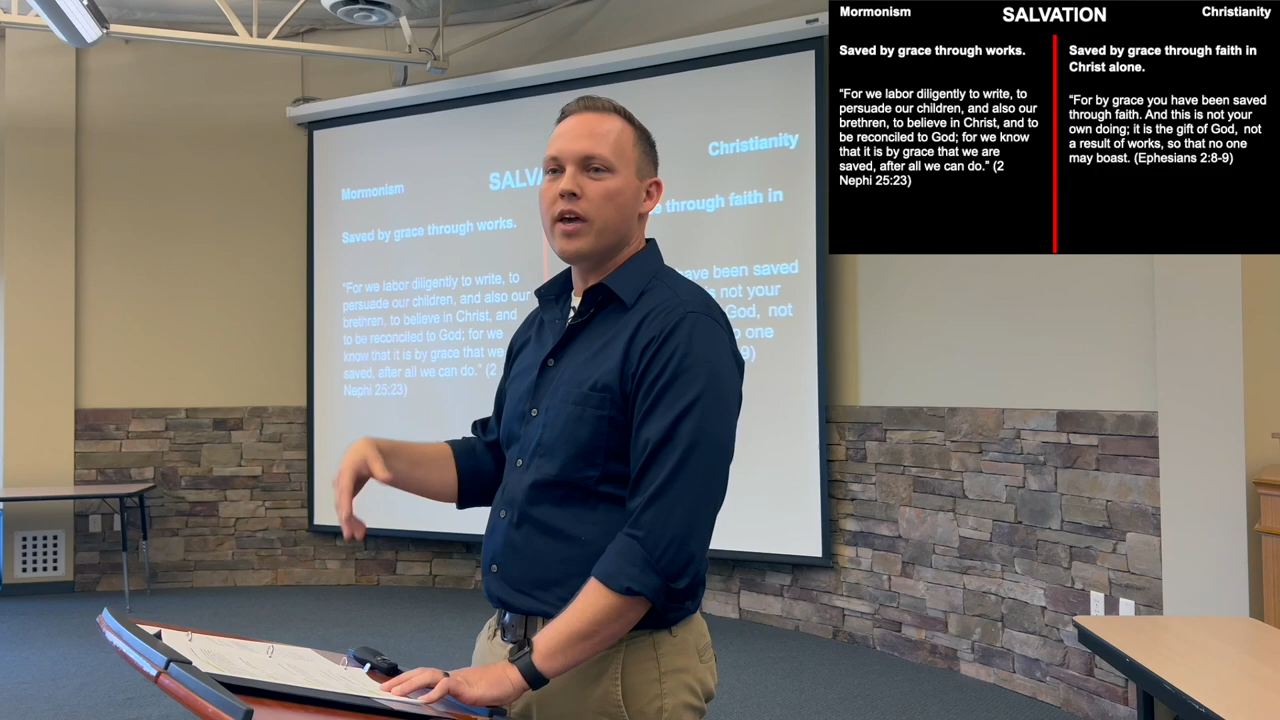 Mormonism
SALVATION
Christianity
Saved by grace through works.
"For we labor diligently to write, to
persuade our children, and also our
brethren, to believe in Christ, and to
be reconciled to God; for we know
that it is by grace that we are
saved, after all we can do." (2
Nephi 25:23)
Saved by grace through faith in
Christ alone.
"For by grace you have been saved
through faith. And this is not your
own doing; it is the gift of God, not
a result of works, so that no one
may boast. (Ephesians 2:8-9)
Mormonism
SALV
Christianity
Saved by grace through works.
"For we labor diligently to write, to
persuade our children, and also our
brethren, to believe in Christ, and
to be reconciled to God; for we
know that it is by grace that we
saved, after all we can do." (2
Nephi 25:23)
through faith in
have been saved
is not your
God, not
one
9)